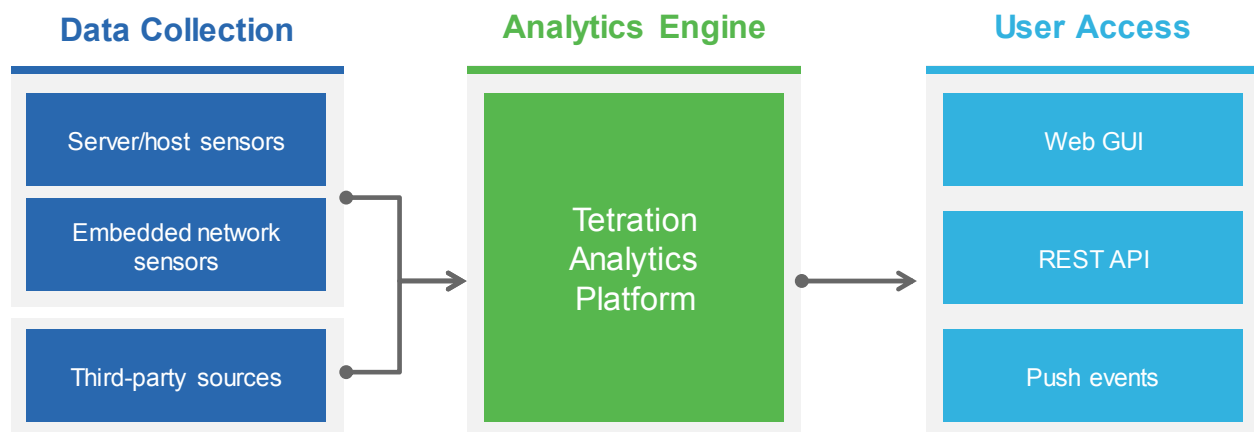 Data Collection
Server/host sensors
Embedded network
sensors
Third-party sources
Analytics Engine
Tetration
Analytics
Platform
User Access
Web GUI
REST API
Push events